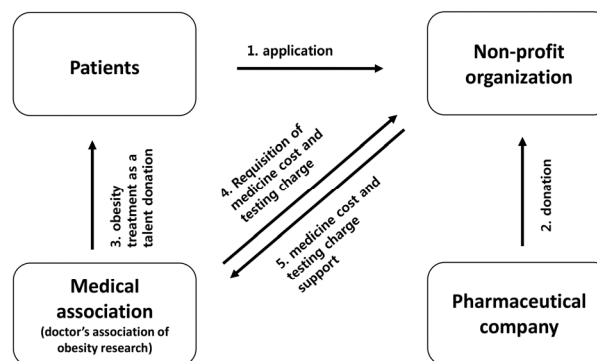 Patients
1. application
Non-profit
organization
4. Requisition of
medicine cost and
testing charge
3. obesity
treatment as a
talent donation
5. medicine cost and
testing charge
support
2. donation
Medical
association
(doctor's association of
obesity research)
Pharmaceutical
company